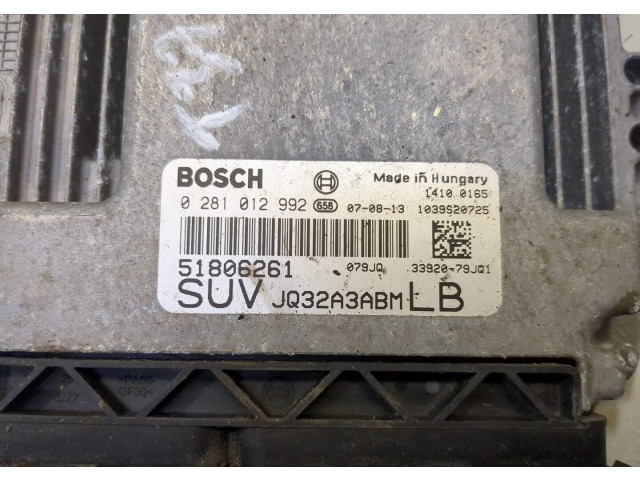 BOSCH Made in Hungary
1410 0165
0 281 012 992 658 07-08-13 1039S20725
51806261 079JQ 33920-79JQ1
SUV JQ32A3ABM LB